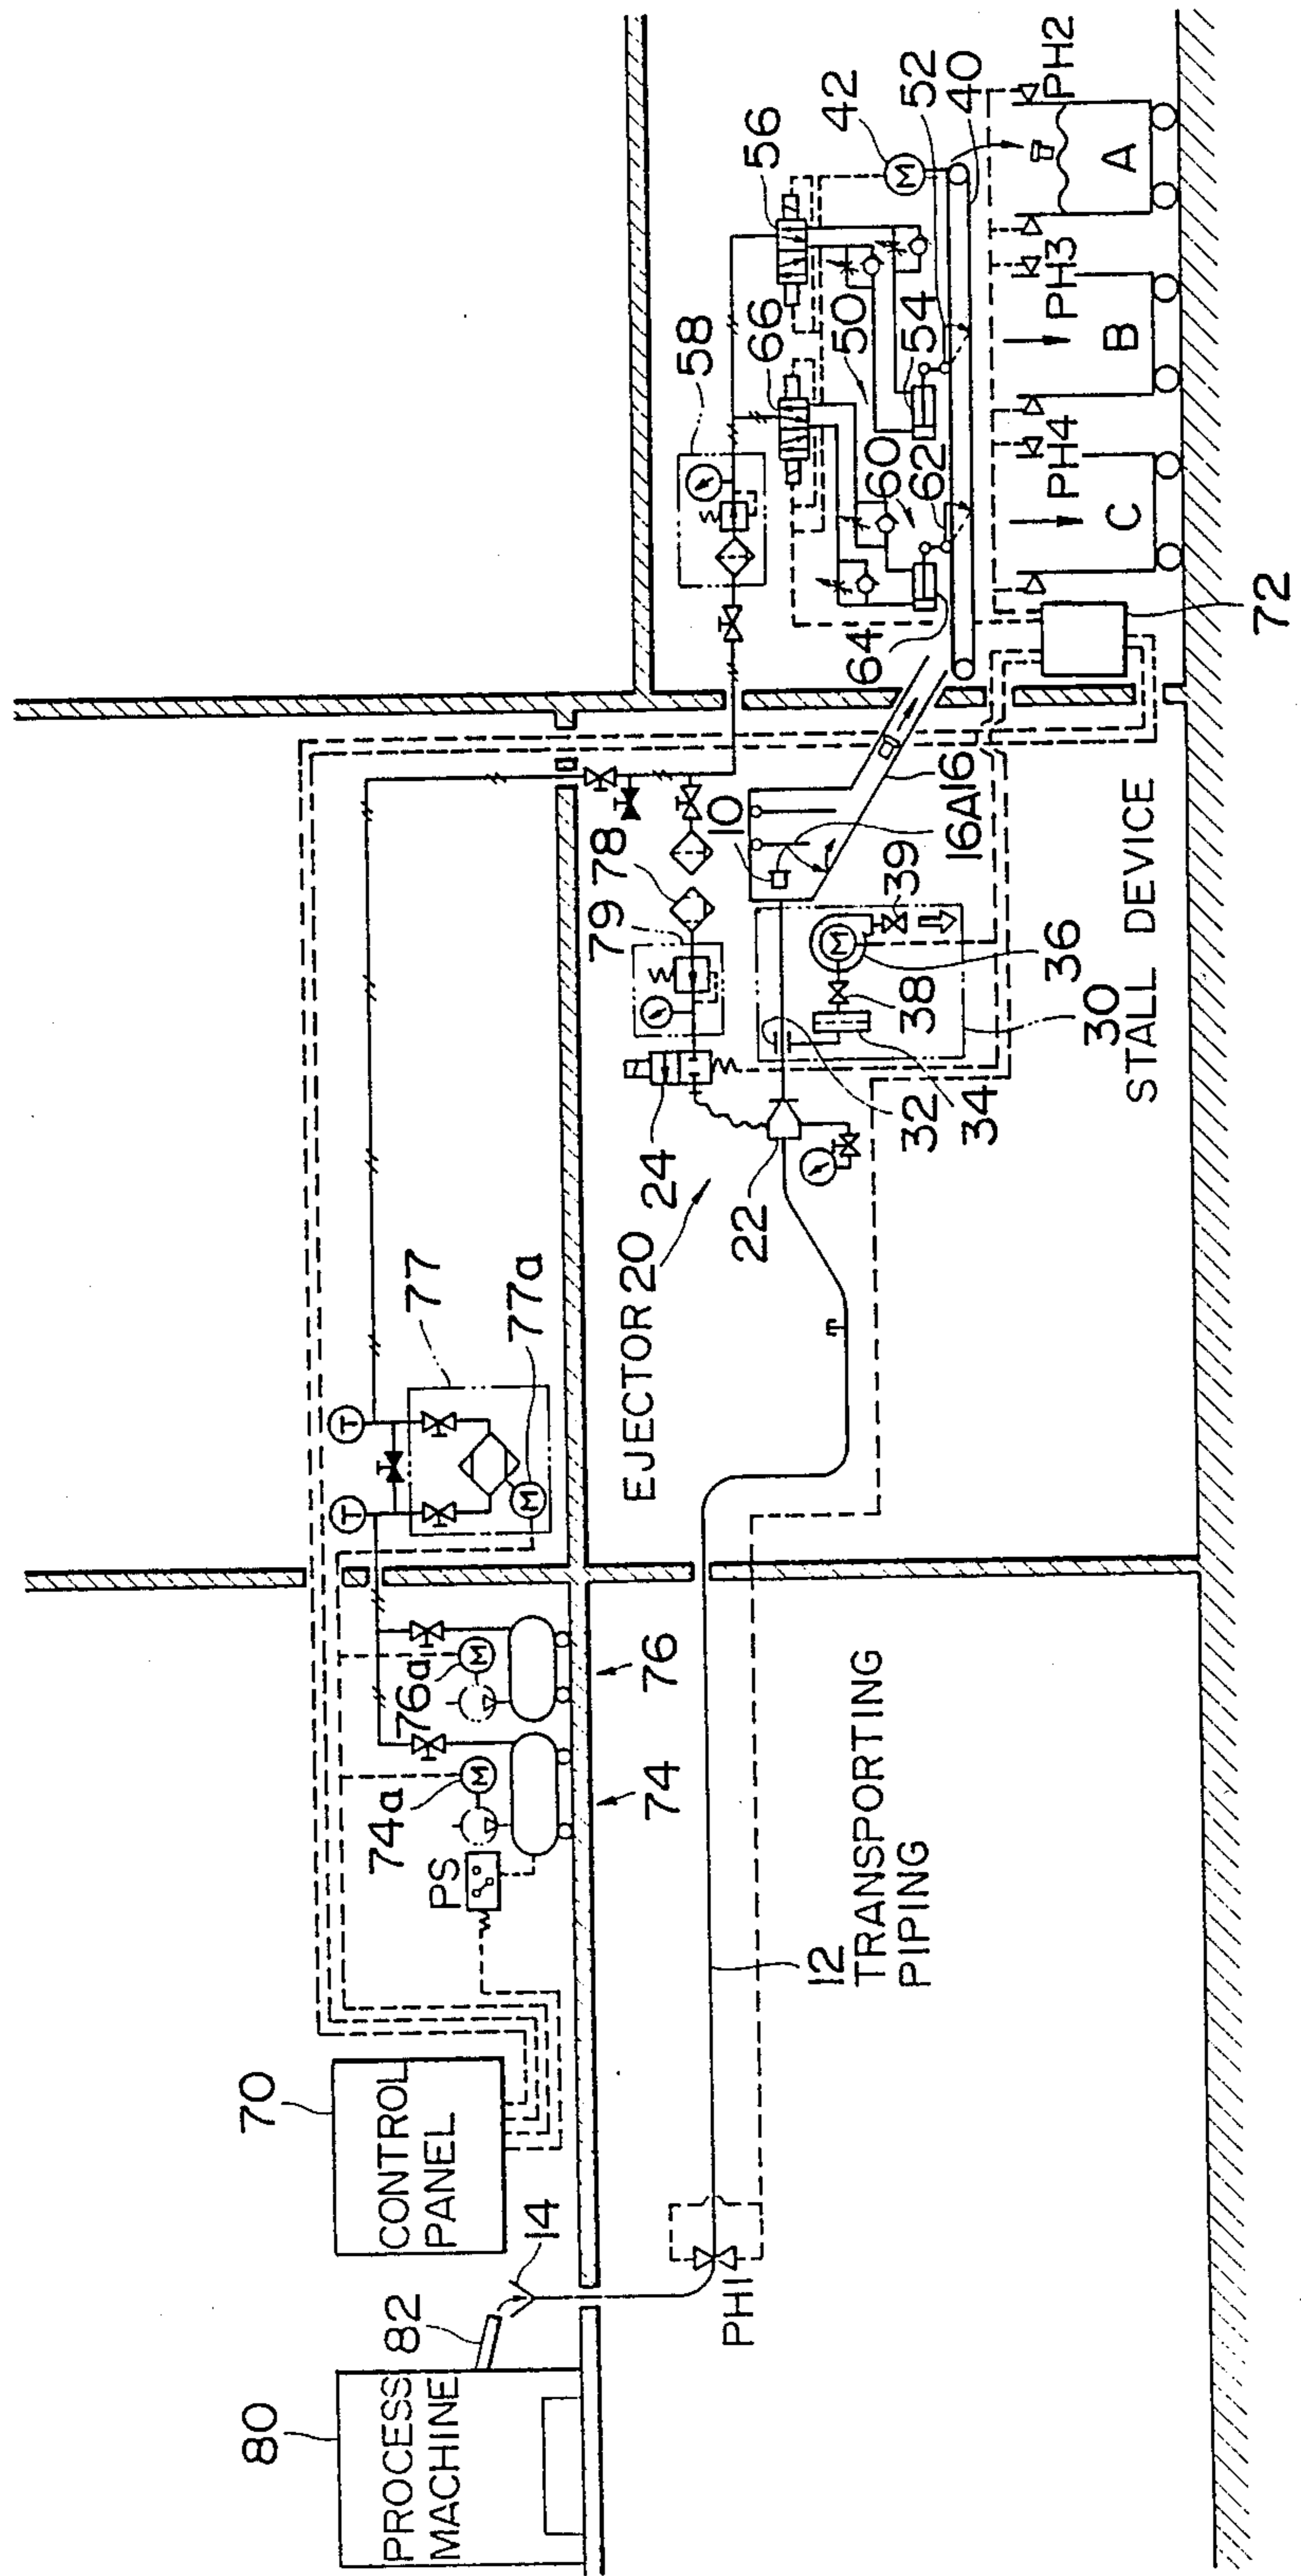 80
PROCESS
MACHINE
82
14
70
CONTROL
PANEL
PS
74a
76a
74
76
77
77a
PH1
12
TRANSPORTING
PIPING
EJECTOR 20
24
22
79
78
10
16
16A
32
34
38
39
36
30
STALL DEVICE
58
66
56
42
50
54
52
40
60
62
64
72
PH4
PH3
PH2
C
B
A
T
T
M
M
M
M
M